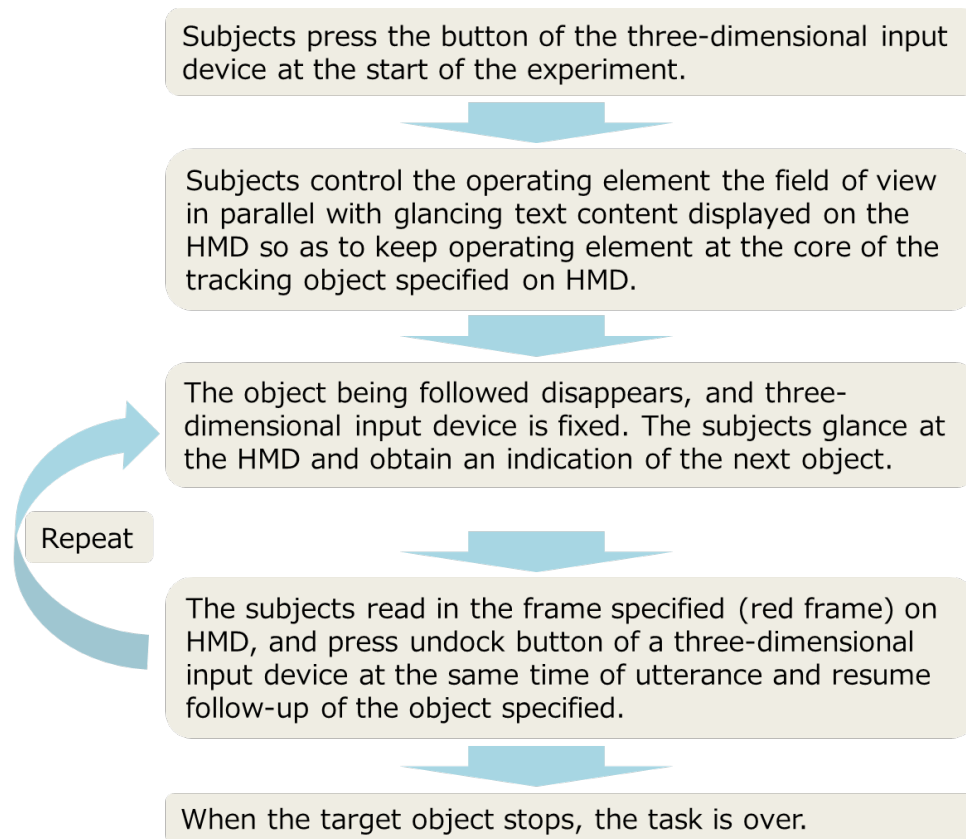 Subjects press the button of the three-dimensional input
device at the start of the experiment.
Subjects control the operating element the field of view
in parallel with glancing text content displayed on the
HMD so as to keep operating element at the core of the
tracking object specified on HMD.
The object being followed disappears, and three-
dimensional input device is fixed. The subjects glance at
the HMD and obtain an indication of the next object.
Repeat
The subjects read in the frame specified (red frame) on
HMD, and press undock button of a three-dimensional
input device at the same time of utterance and resume
follow-up of the object specified.
When the target object stops, the task is over.